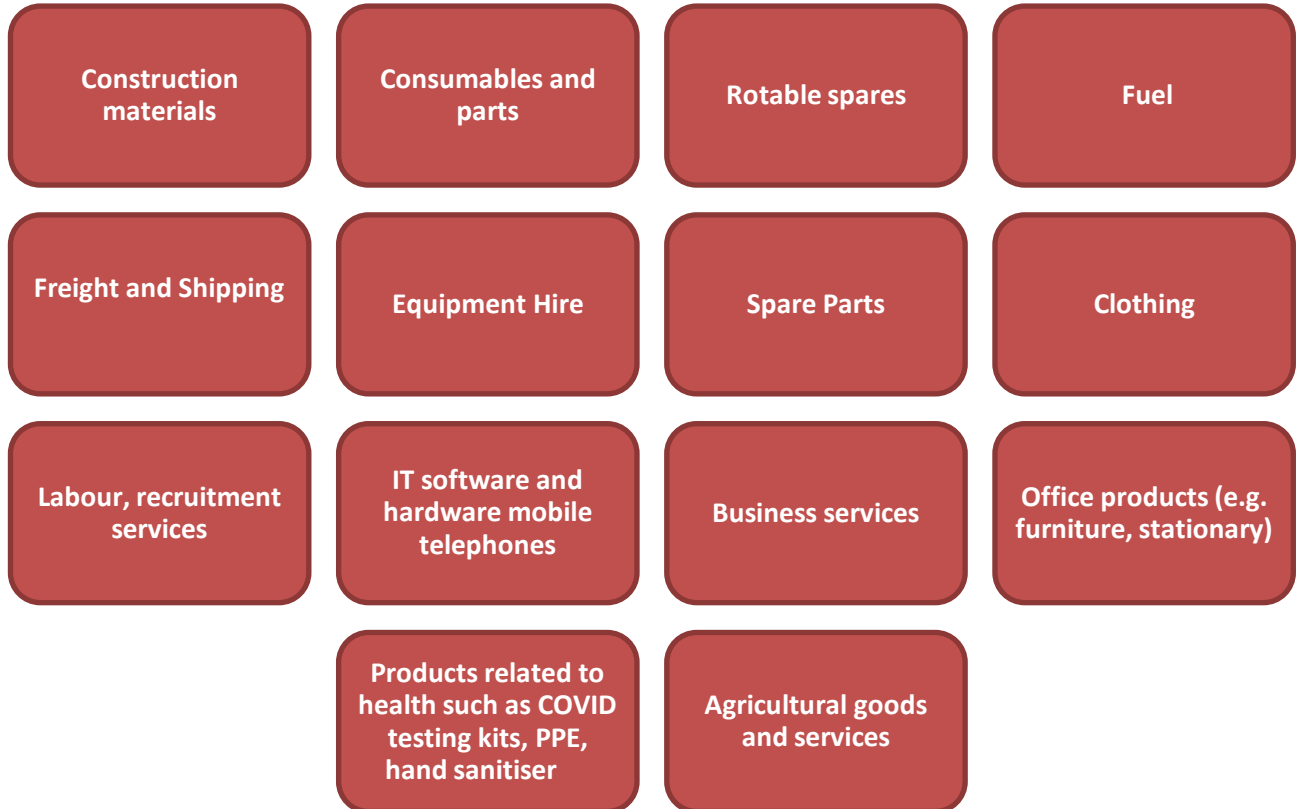 Construction
materials
Consumables and
parts
Rotable spares
Fuel
Freight and Shipping
Equipment Hire
Spare Parts
Clothing
Labour, recruitment
services
IT software and
hardware mobile
telephones
Business services
Office products (e.g.
furniture, stationary)
Products related to
health such as COVID
testing kits, PPE,
hand sanitiser
Agricultural goods
and services